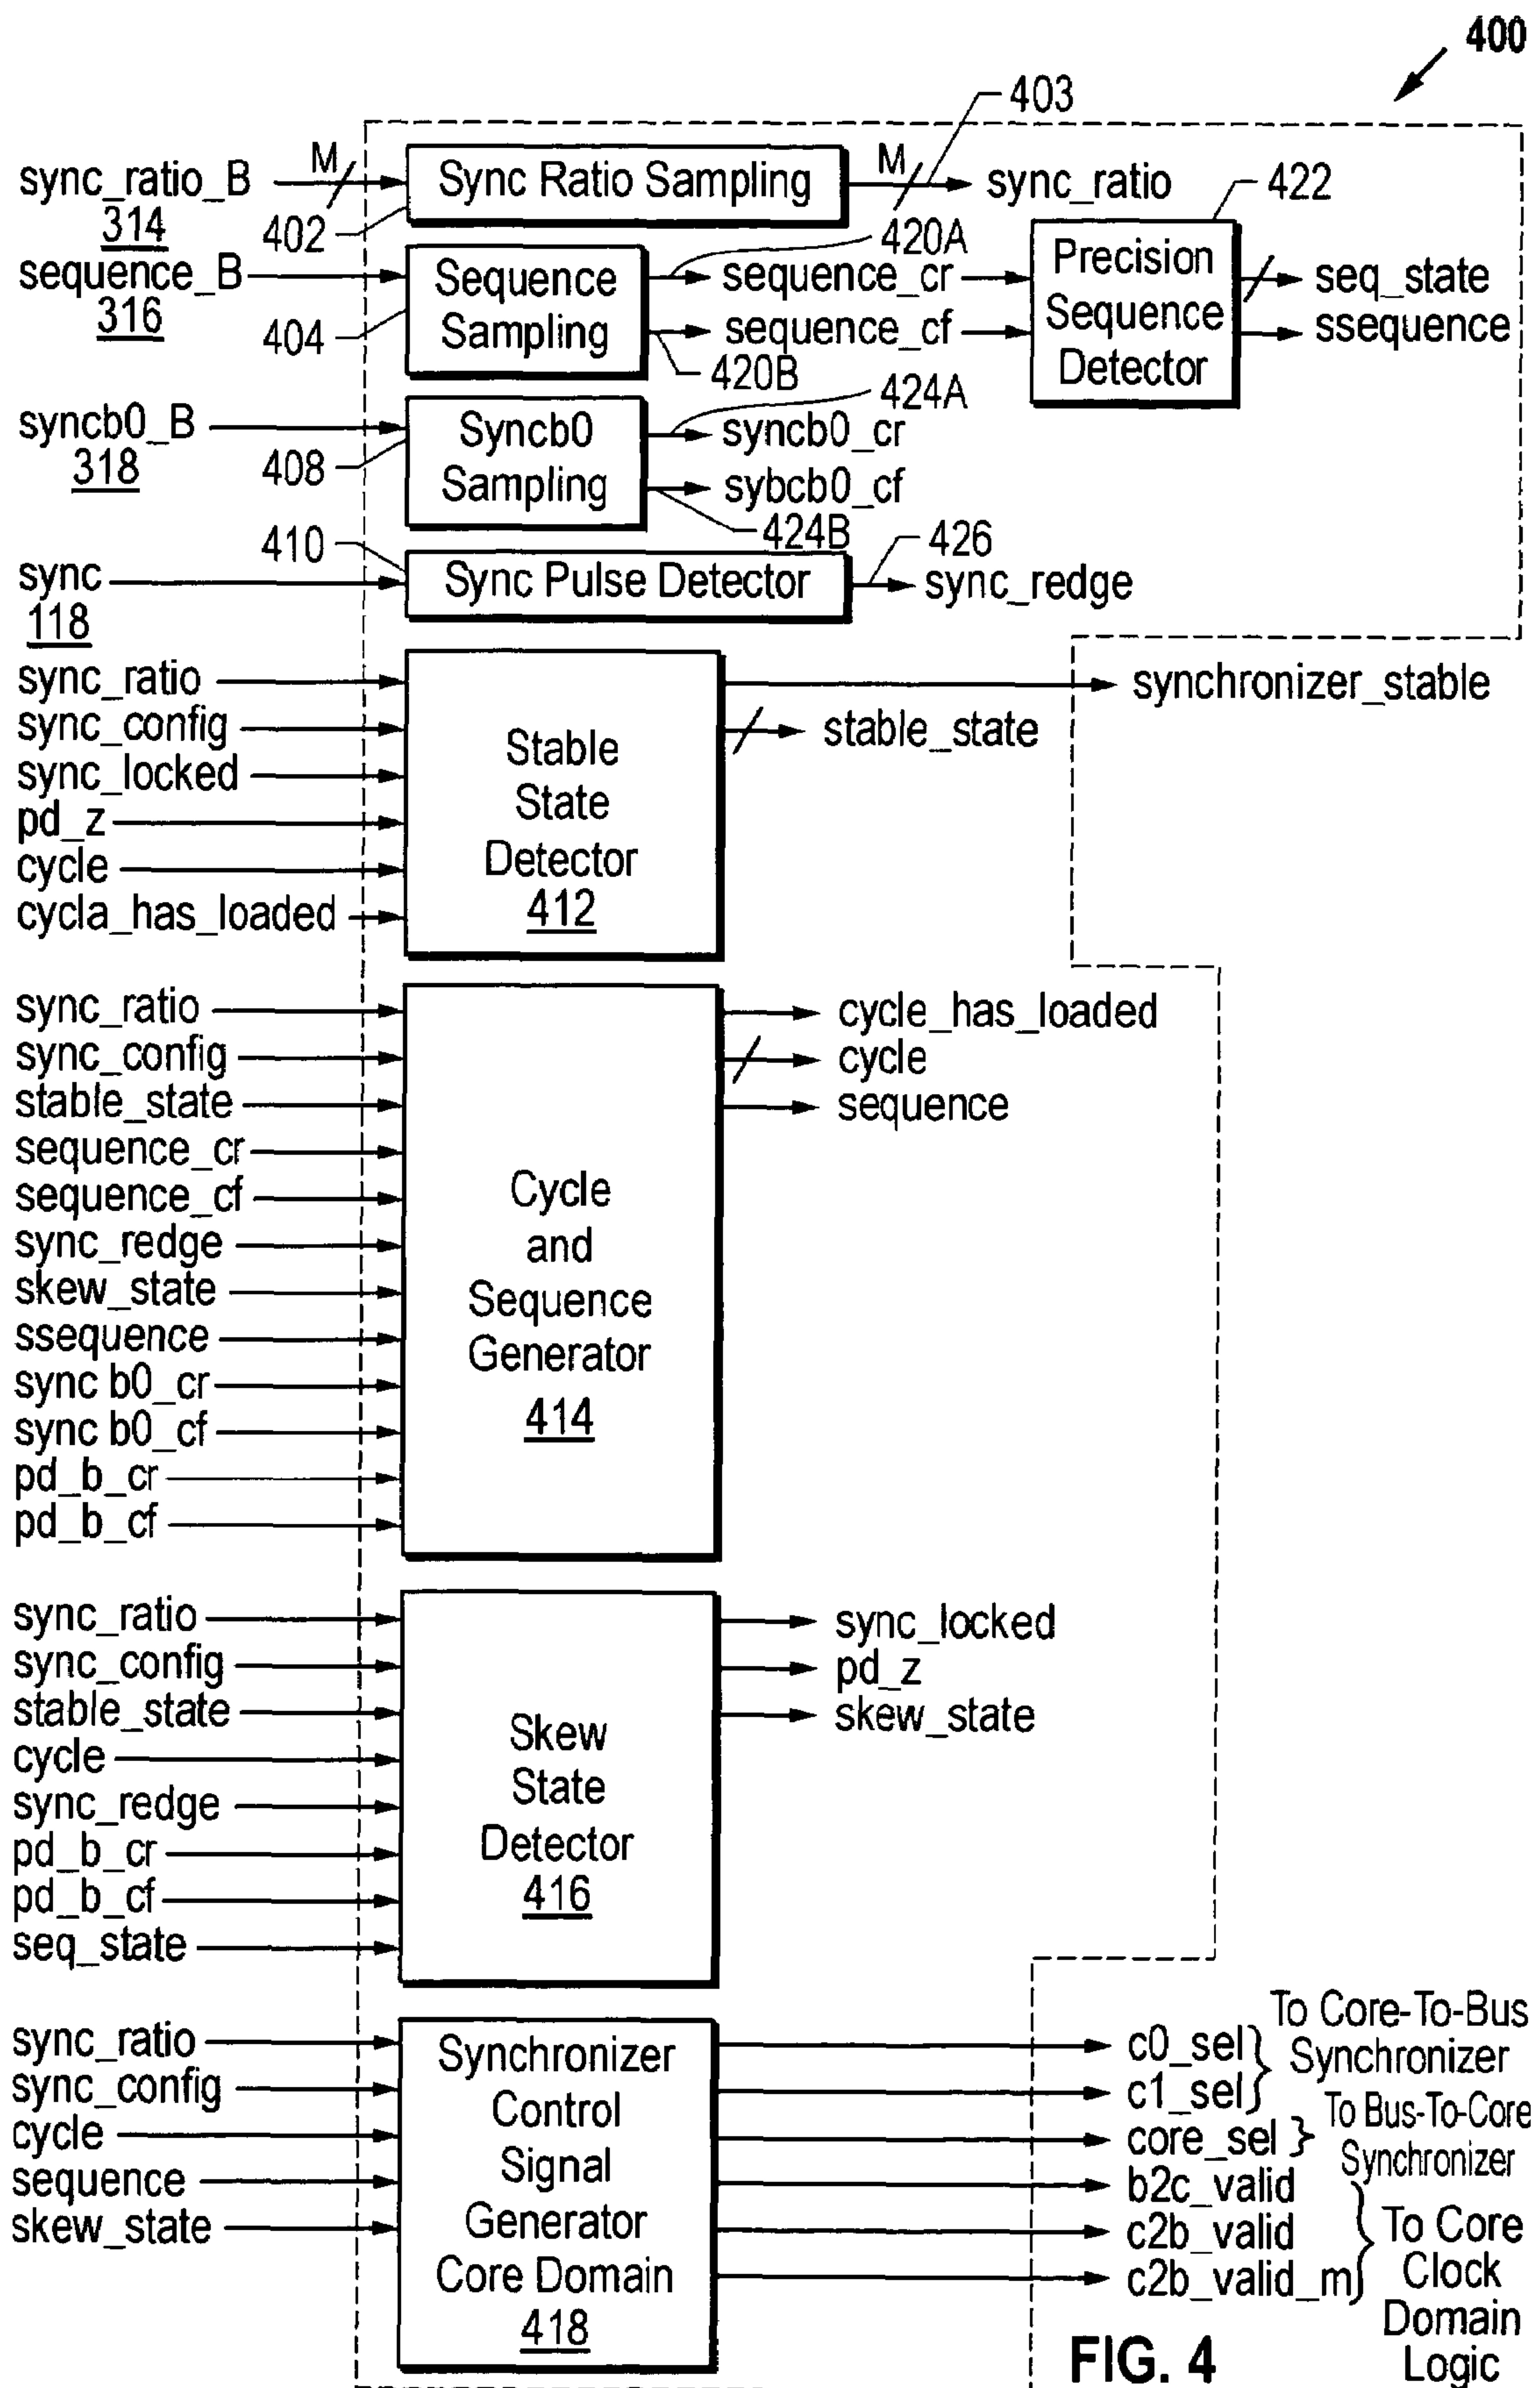 400
403
sync_ratio_B
314
M
Sync Ratio Sampling
402
M
sync_ratio
422
sequence_B
316
Sequence
Sampling
404
420A
sequence_cr
sequence_cf
420B
Precision
Sequence
Detector
seq_state
ssequence
syncb0_B
318
Syncb0
Sampling
408
424A
syncb0_cr
sybcb0_cf
424B
410
sync
118
Sync Pulse Detector
426
sync_redge
sync_ratio
sync_config
sync_locked
pd_z
cycle
cycla_has_loaded
Stable
State
Detector
412
synchronizer_stable
stable_state
sync_ratio
sync_config
stable_state
sequence_cr
sequence_cf
sync_redge
skew_state
ssequence
sync b0_cr
sync b0_cf
pd_b_cr
pd_b_cf
Cycle
and
Sequence
Generator
414
cycle_has_loaded
cycle
sequence
sync_ratio
sync_config
stable_state
cycle
sync_redge
pd_b_cr
pd_b_cf
seq_state
Skew
State
Detector
416
sync_locked
pd_z
skew_state
sync_ratio
sync_config
cycle
sequence
skew_state
Synchronizer
Control
Signal
Generator
Core Domain
418
c0_sel
c1_sel
core_sel
b2c_valid
c2b_valid
c2b_valid_m
To Core-To-Bus
Synchronizer
To Bus-To-Core
Synchronizer
To Core
Clock
Domain
Logic
FIG. 4